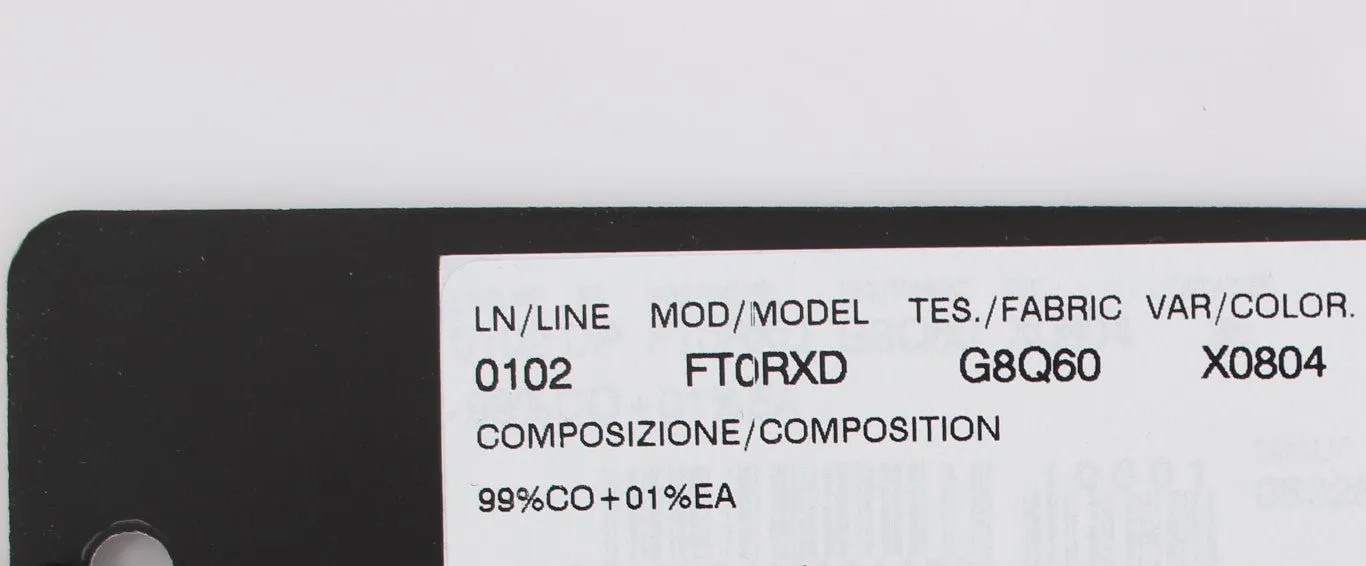 LN/LINE MOD/MODEL TES./FABRIC VAR/COLOR.
0102 FT0RXD G8Q60 X0804
COMPOSIZIONE/COMPOSITION
99%CO+01%EA